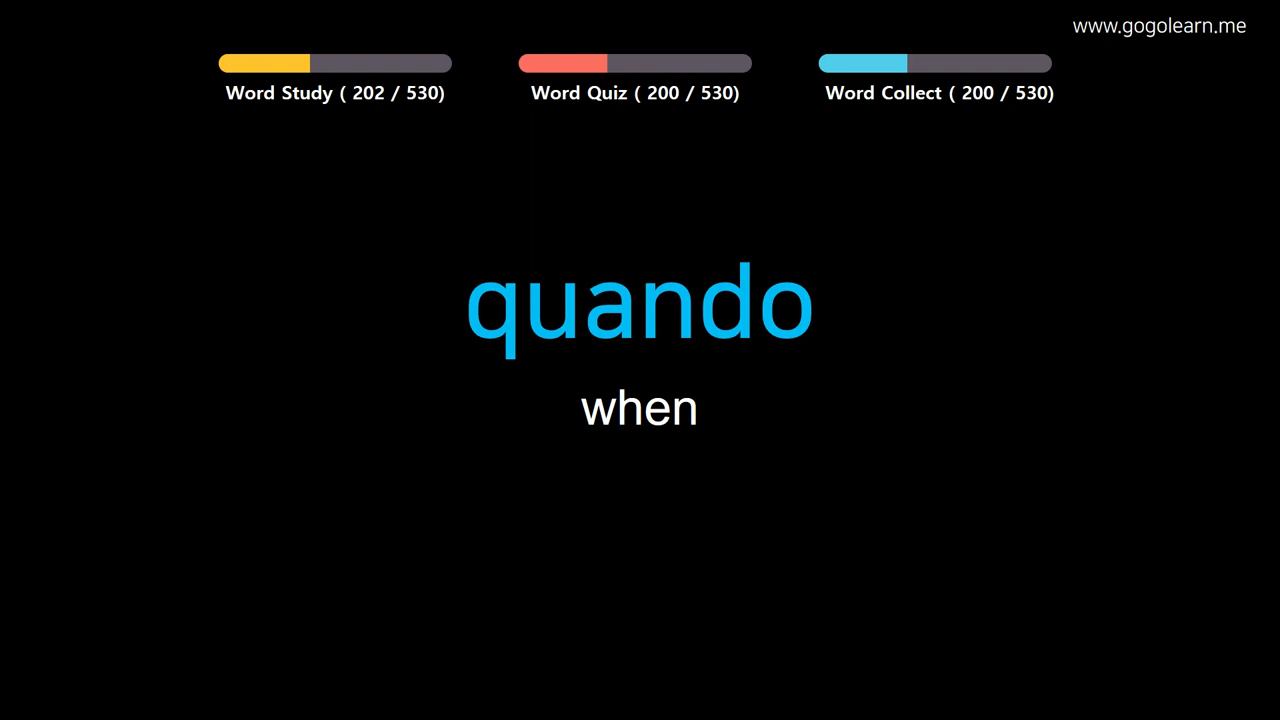 www.gogolearn.me
Word Study ( 202 / 530)
Word Quiz ( 200 / 530)
Word Collect ( 200 / 530)
quando
when